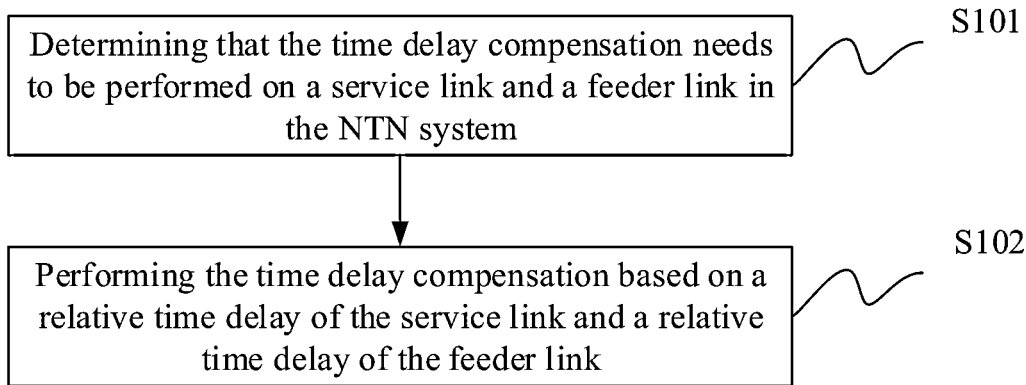 Determining that the time delay compensation needs
to be performed on a service link and a feeder link in
the NTN system
S101
Performing the time delay compensation based on a
relative time delay of the service link and a relative
time delay of the feeder link
S102